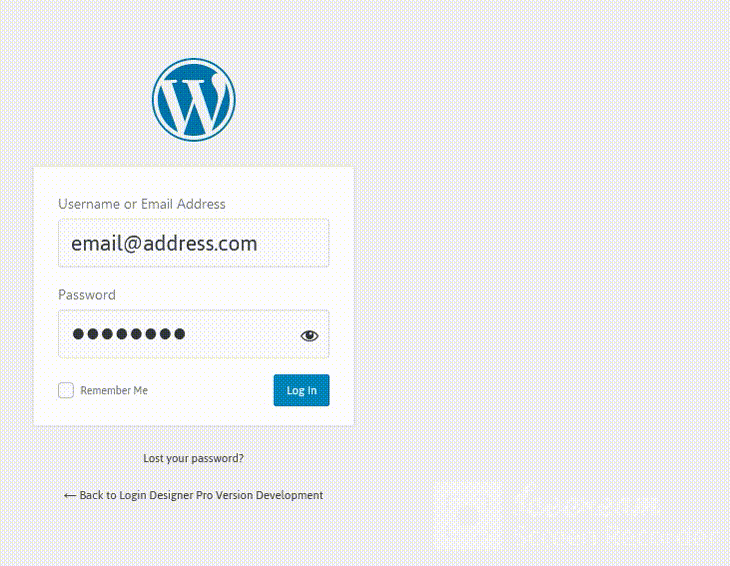 Username or Email Address
email@address.com
Password
Remember Me
Log In
Lost your password?
← Back to Login Designer Pro Version Development
Icecream
Screen Recorder